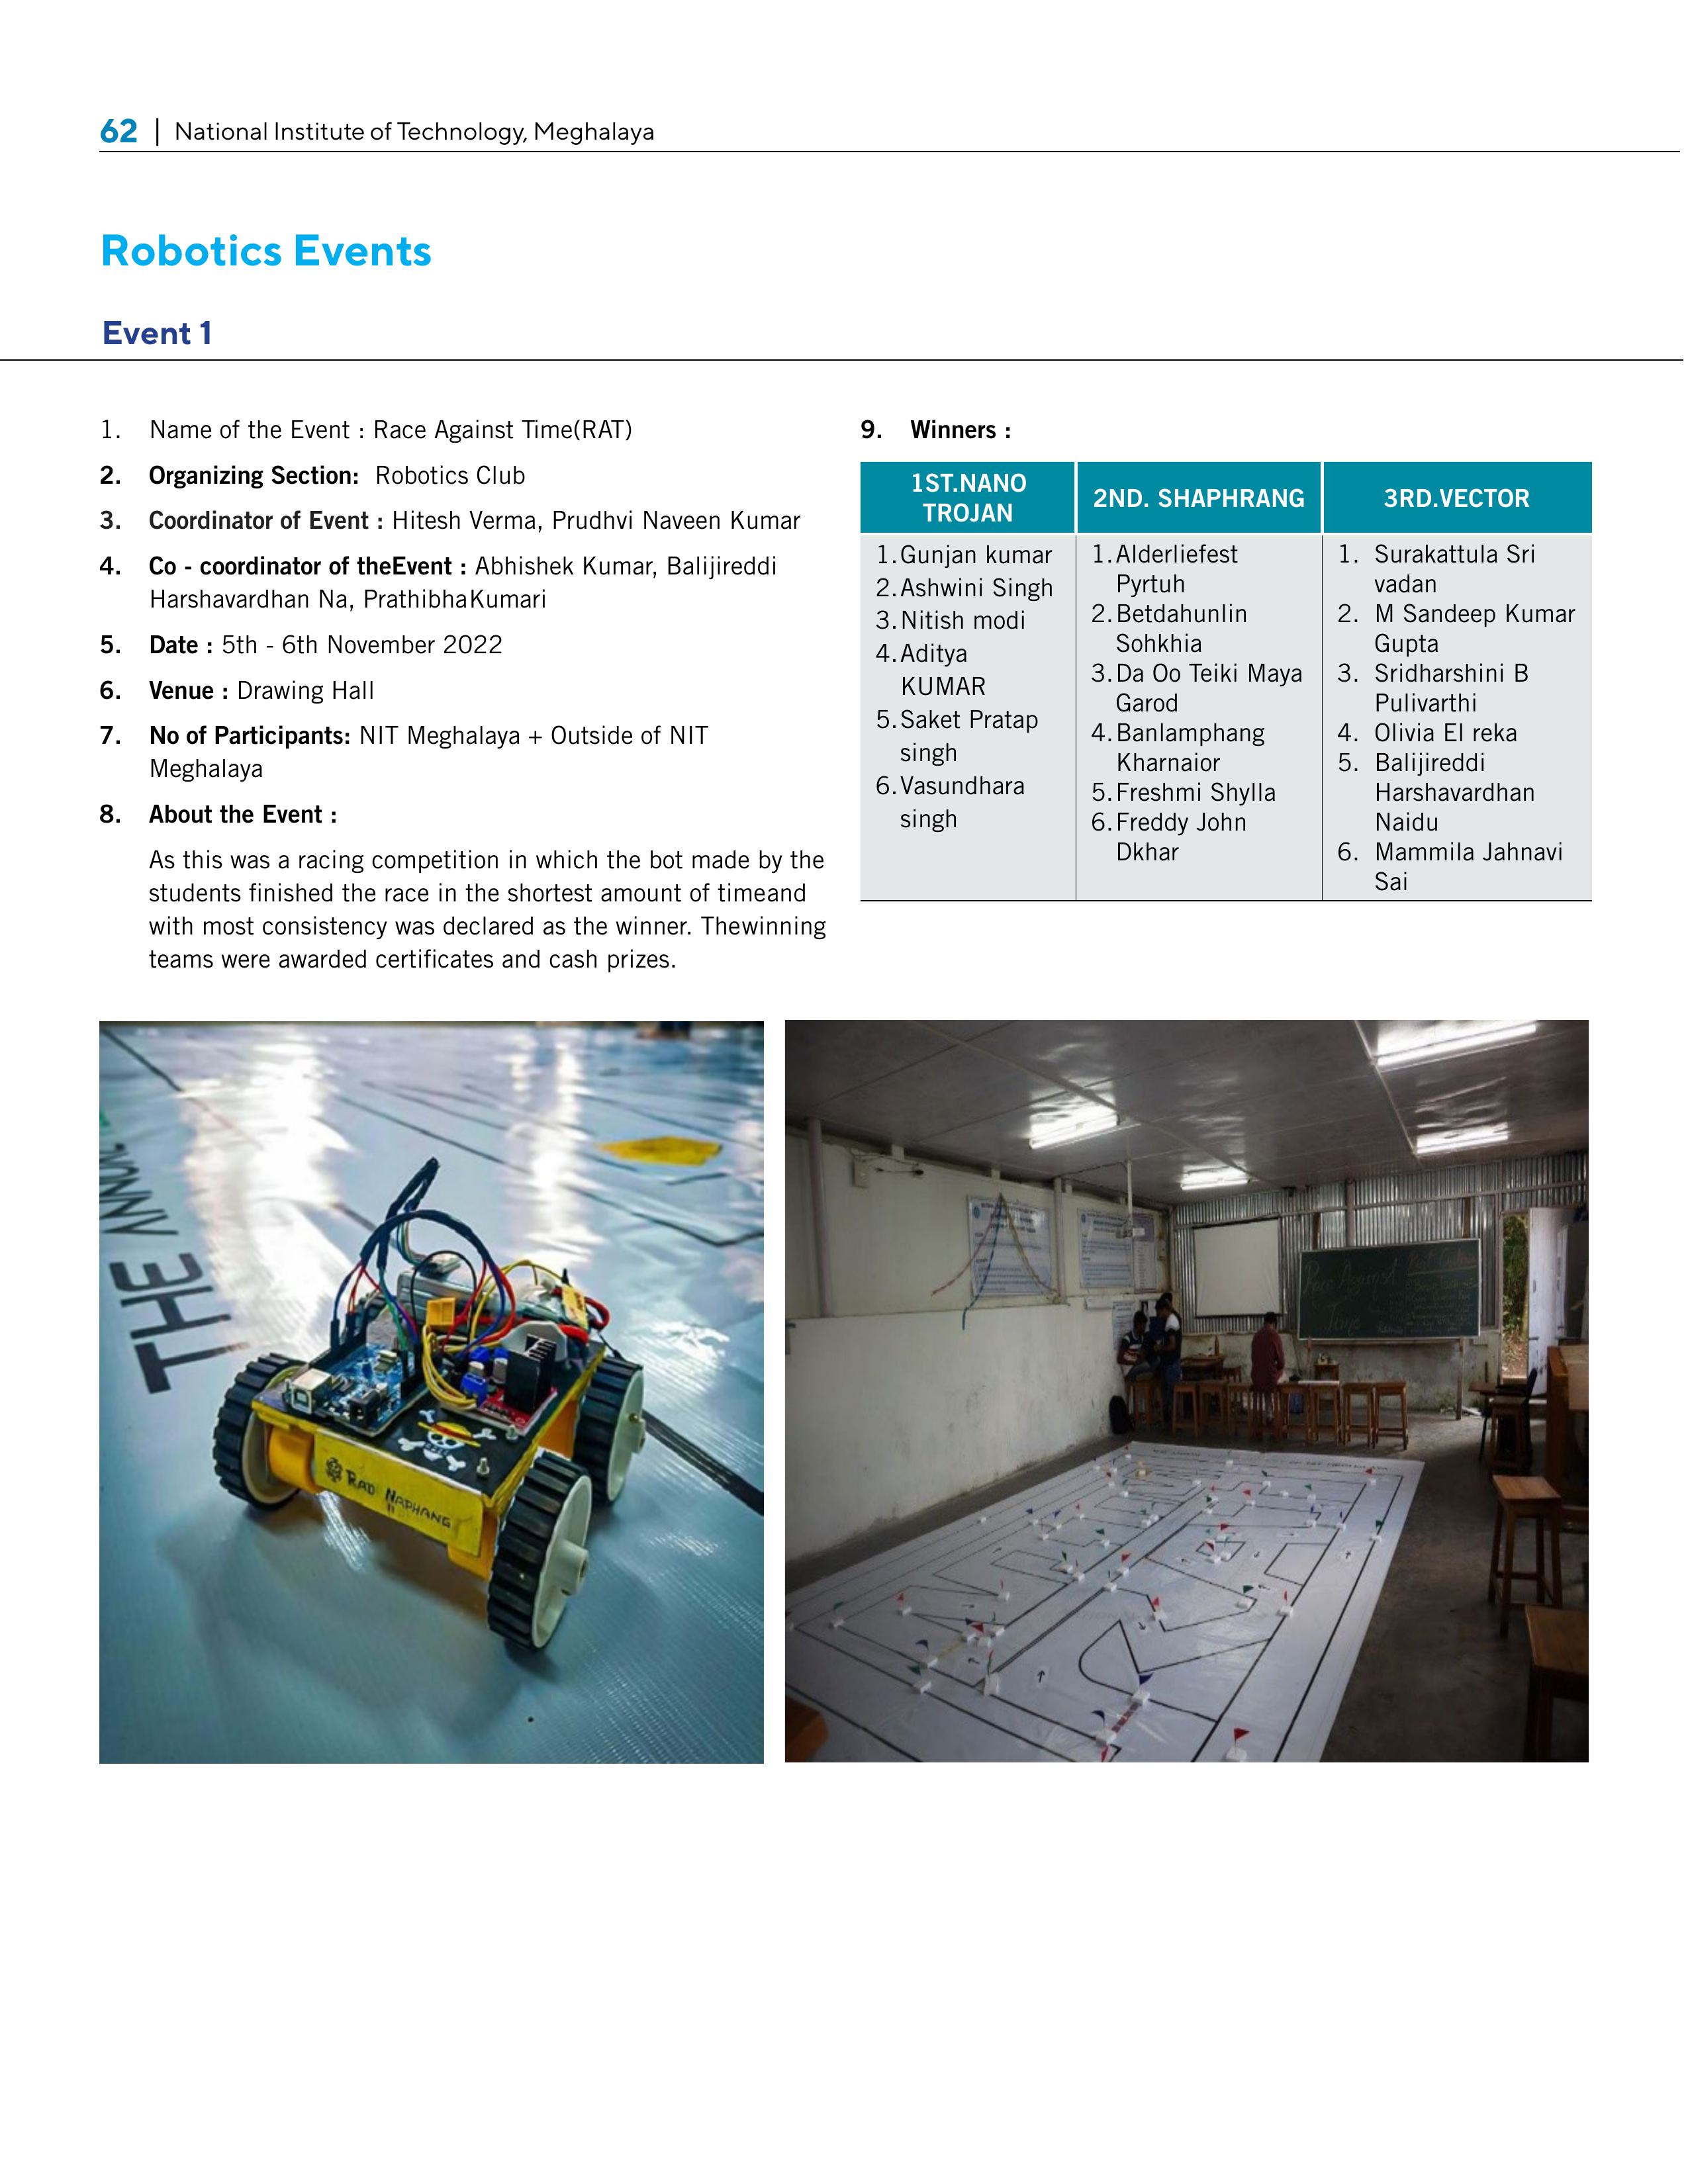 62 | National Institute of Technology, Meghalaya
Robotics Events
Event 1
1. Name of the Event : Race Against Time(RAT)
2. Organizing Section: Robotics Club
3. Coordinator of Event : Hitesh Verma, Prudhvi Naveen Kumar
4. Co - coordinator of theEvent : Abhishek Kumar, Balijireddi
Harshavardhan Na, PrathibhaKumari
5. Date : 5th - 6th November 2022
6. Venue : Drawing Hall
7. No of Participants: NIT Meghalaya + Outside of NIT
Meghalaya
8. About the Event :
As this was a racing competition in which the bot made by the
students finished the race in the shortest amount of timeand
with most consistency was declared as the winner. Thewinning
teams were awarded certificates and cash prizes.
9. Winners :
1ST.NANO
TROJAN
2ND. SHAPHRANG
3RD.VECTOR
1. Gunjan kumar
2. Ashwini Singh
3. Nitish modi
4. Aditya
KUMAR
5. Saket Pratap
singh
6. Vasundhara
singh
1. Alderliefest
Pyrtuh
2. Betdahunlin
Sohkhia
3. Da Oo Teiki Maya
Garod
4. Banlamphang
Kharnaior
5. Freshmi Shylla
6. Freddy John
Dkhar
1. Surakattula Sri
vadan
2. M Sandeep Kumar
Gupta
3. Sridharshini B
Pulivarthi
4. Olivia El reka
5. Balijireddi
Harshavardhan
Naidu
6. Mammila Jahnavi
Sai
THE
RAD NAPHANG
Race Against
Time